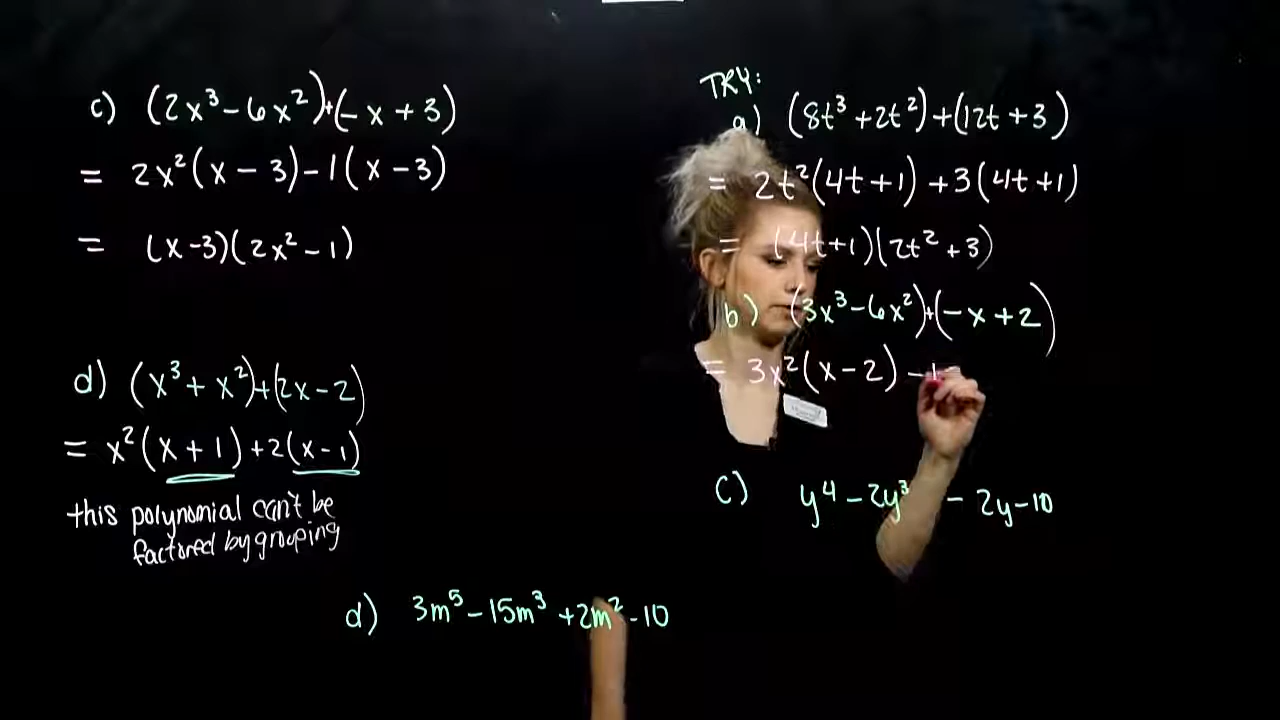 c) (2x³ - 6x²)+(-x + 3)
= 2x²(x - 3) - 1(x - 3)
= (x-3)(2x² - 1)
d) (x³ + x²)+(2x - 2)
= x²(x + 1) + 2(x - 1)
this polynomial can't be
factored by grouping
TRY:
a) (8t³ + 2t²) + (12t + 3)
= 2t²(4t + 1) + 3(4t + 1)
= (4t+1)(2t² + 3)
b) (3x³ - 6x²)+(-x + 2)
= 3x²(x - 2) - 1
c) y⁴ - 2y³ - 2y - 10
d) 3m⁵ - 15m³ + 2m² - 10